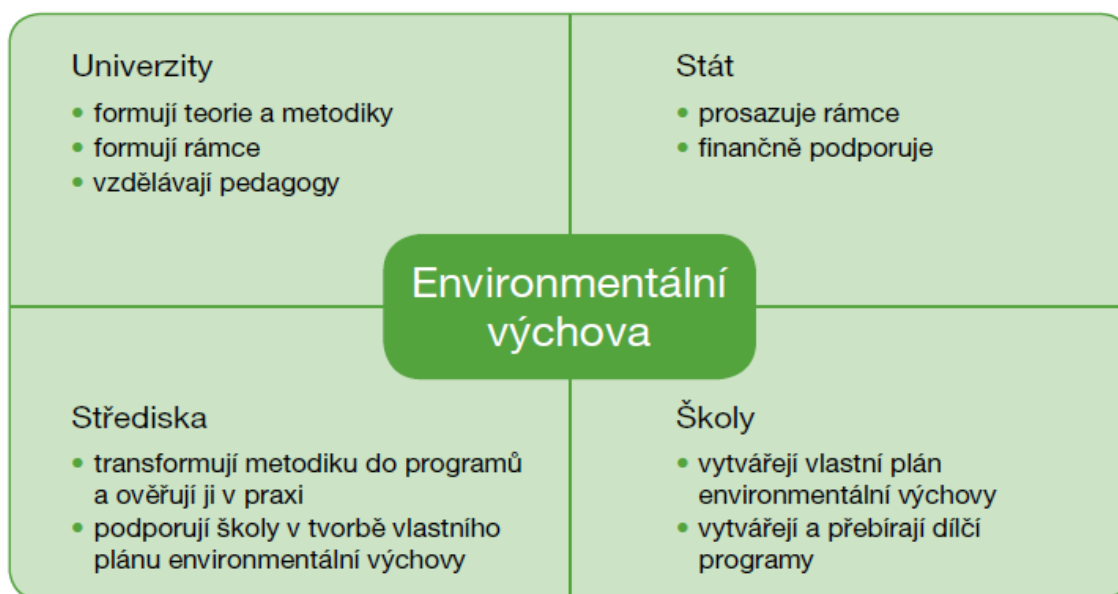 Univerzity
• formují teorie a metodiky
• formují rámce
• vzdělávají pedagogy
Stát
• prosazuje rámce
• finančně podporuje
Environmentální
výchova
Střediska
• transformují metodiku do programů
a ověřují ji v praxi
• podporují školy v tvorbě vlastního
plánu environmentální výchovy
Školy
• vytvářejí vlastní plán
environmentální výchovy
• vytvářejí a přebírají dílčí
programy